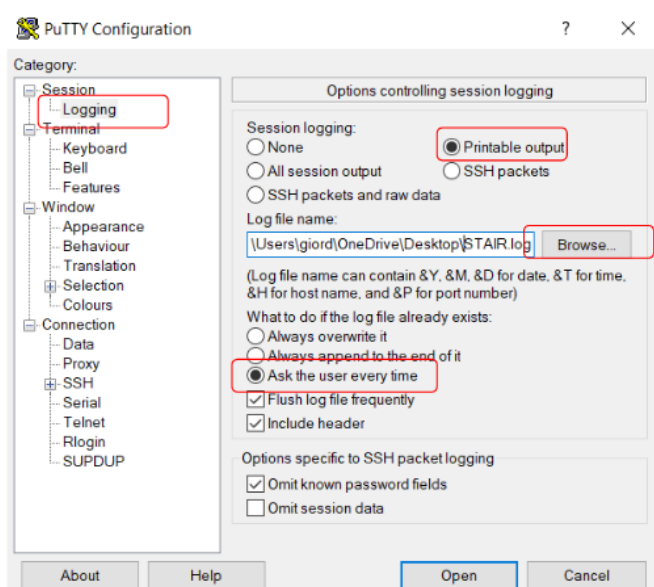 PuTTY Configuration ? ×
Category:
Session
Logging
Terminal
Keyboard
Bell
Features
Window
Appearance
Behaviour
Translation
Selection
Colours
Connection
Data
Proxy
SSH
Serial
Telnet
Rlogin
SUPDUP
Options controlling session logging
Session logging:
None Printable output
All session output SSH packets
SSH packets and raw data
Log file name:
\Users\giord\OneDrive\Desktop\STAIR.log Browse...
(Log file name can contain &Y, &M, &D for date, &T for time,
&H for host name, and &P for port number)
What to do if the log file already exists:
Always overwrite it
Always append to the end of it
Ask the user every time
Flush log file frequently
Include header
Options specific to SSH packet logging
Omit known password fields
Omit session data
About Help Open Cancel